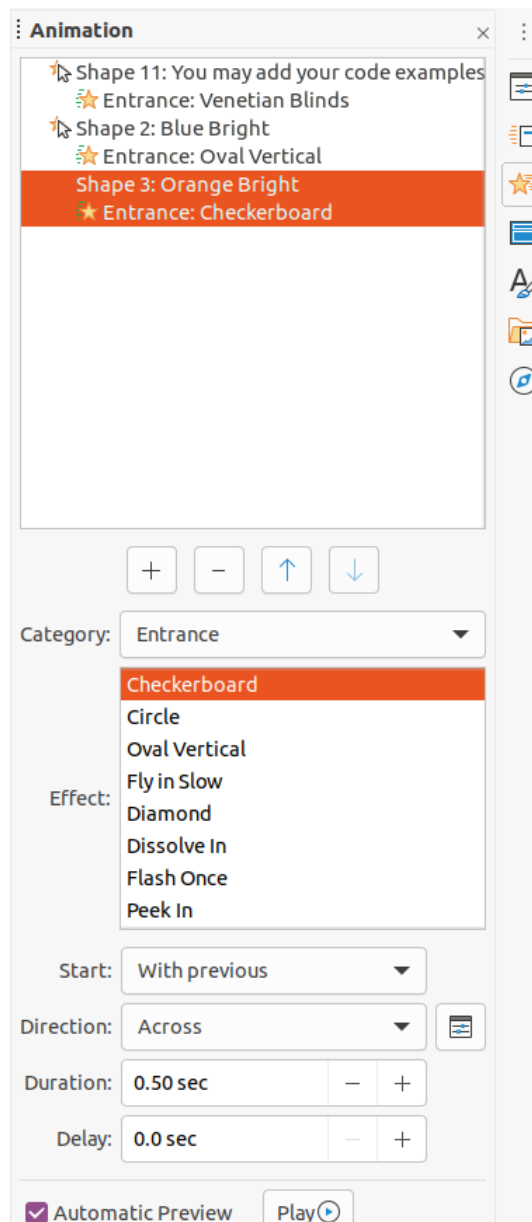 Animation
Shape 11: You may add your code examples
Entrance: Venetian Blinds
Shape 2: Blue Bright
Entrance: Oval Vertical
Shape 3: Orange Bright
Entrance: Checkerboard
Category: Entrance
Effect:
Checkerboard
Circle
Oval Vertical
Fly in Slow
Diamond
Dissolve In
Flash Once
Peek In
Start: With previous
Direction: Across
Duration: 0.50 sec
Delay: 0.0 sec
Automatic Preview Play